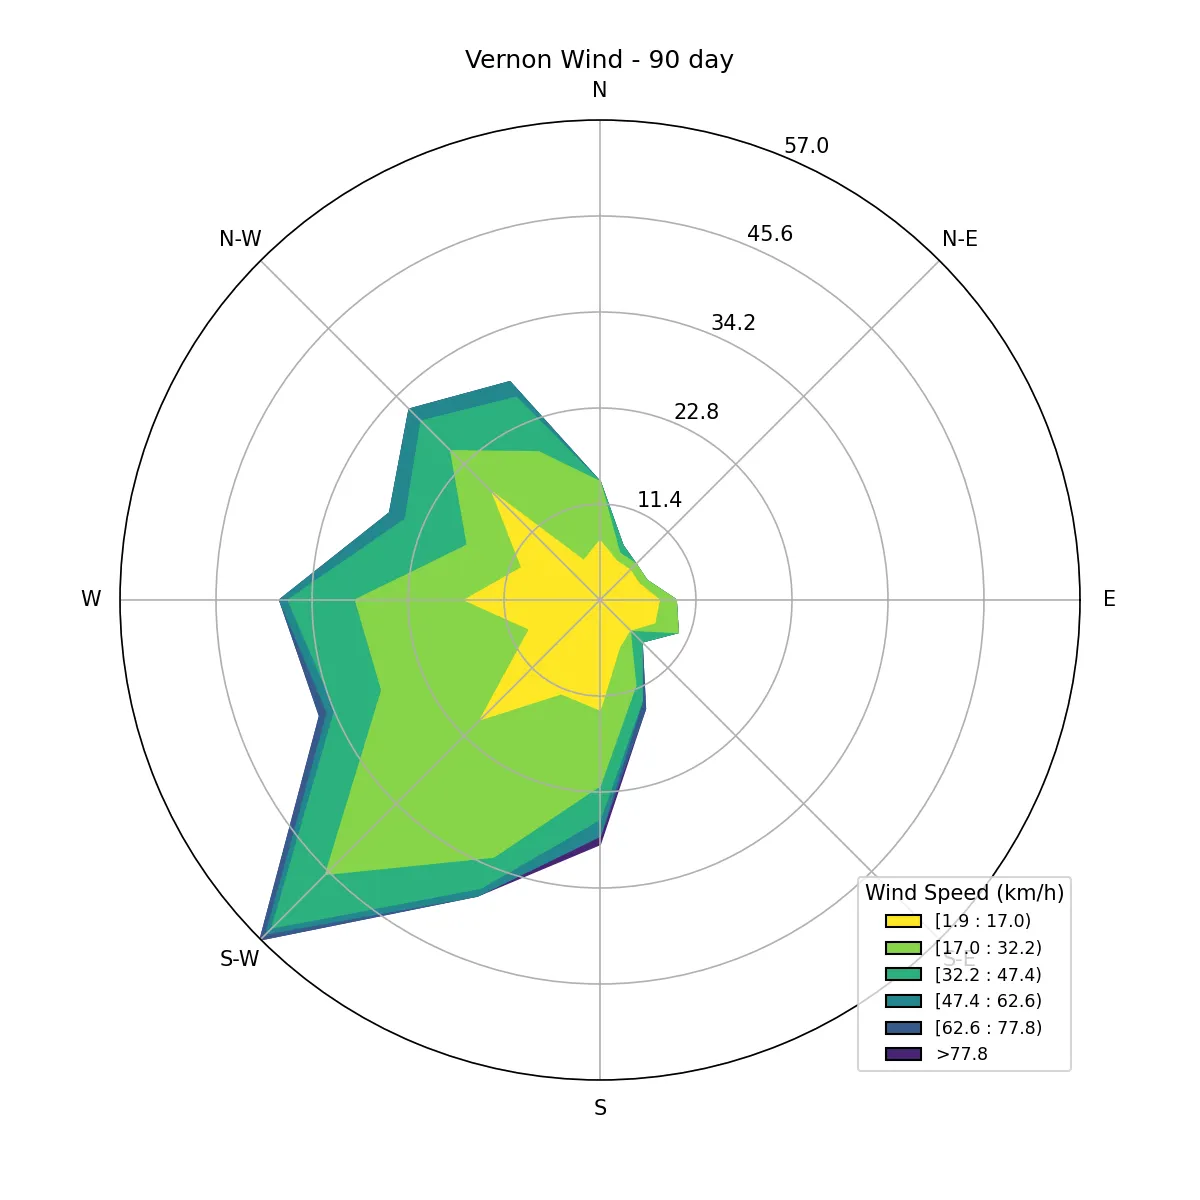 Vernon Wind - 90 day
N
57.0
N-W
45.6
N-E
34.2
22.8
11.4
W
E
Wind Speed (km/h)
[1.9 : 17.0)
[17.0 : 32.2)
S-W
S-E
[32.2 : 47.4)
[47.4 : 62.6)
[62.6 : 77.8)
>77.8
S